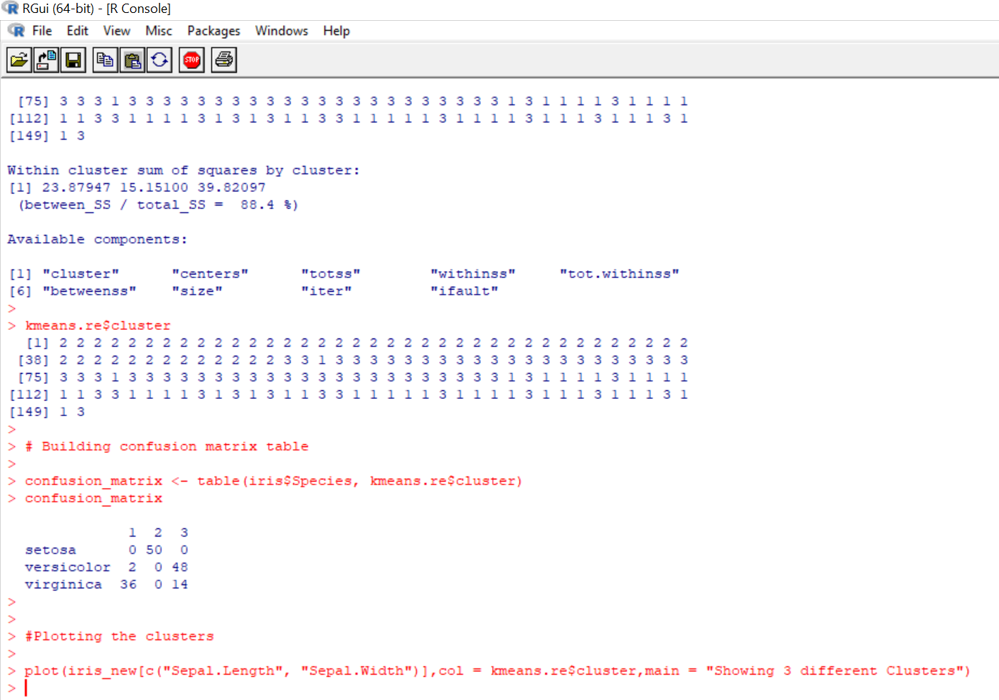 RGui (64-bit) - [R Console]
File Edit View Misc Packages Windows Help
STOP
[75] 3 3 3 1 3 3 3 3 3 3 3 3 3 3 3 3 3 3 3 3 3 3 3 3 3 3 1 3 1 1 1 1 3 1 1 1 1
[112] 1 1 3 3 1 1 1 1 3 1 3 1 3 1 1 3 3 1 1 1 1 1 3 1 1 1 1 3 1 1 1 3 1 1 1 3 1
[149] 1 3
Within cluster sum of squares by cluster:
[1] 23.87947 15.15100 39.82097
(between_SS / total_SS =  88.4 %)
Available components:
[1] "cluster" "centers" "totss" "withinss" "tot.withinss"
[6] "betweenss" "size" "iter" "ifault"
>
> kmeans.re$cluster
[1] 2 2 2 2 2 2 2 2 2 2 2 2 2 2 2 2 2 2 2 2 2 2 2 2 2 2 2 2 2 2 2 2 2 2 2 2 2
[38] 2 2 2 2 2 2 2 2 2 2 2 2 2 3 3 1 3 3 3 3 3 3 3 3 3 3 3 3 3 3 3 3 3 3 3 3 3
[75] 3 3 3 1 3 3 3 3 3 3 3 3 3 3 3 3 3 3 3 3 3 3 3 3 3 3 1 3 1 1 1 1 3 1 1 1 1
[112] 1 1 3 3 1 1 1 1 3 1 3 1 3 1 1 3 3 1 1 1 1 1 3 1 1 1 1 3 1 1 1 3 1 1 1 3 1
[149] 1 3
>
> # Building confusion matrix table
>
> confusion_matrix <- table(iris$Species, kmeans.re$cluster)
> confusion_matrix
1 2 3
setosa 0 50 0
versicolor 2 0 48
virginica 36 0 14
>
>
> #Plotting the clusters
>
> plot(iris_new[c("Sepal.Length", "Sepal.Width")],col = kmeans.re$cluster,main = "Showing 3 different Clusters")
>